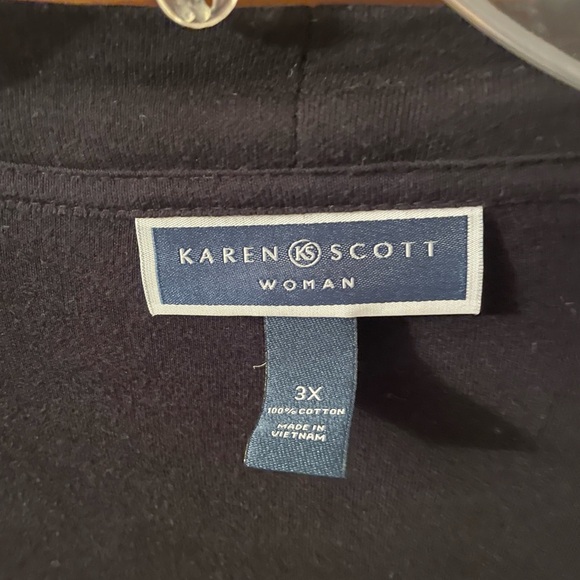 KAREN KS SCOTT
WOMAN
3X
100% COTTON
MADE IN
VIETNAM